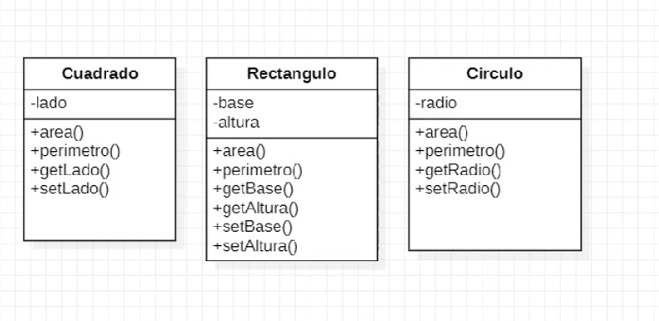 Cuadrado
-lado
+area()
+perimetro()
+getLado()
+setLado()
Rectangulo
-base
-altura
+area()
+perimetro()
+getBase()
+getAltura()
+setBase()
+setAltura()
Circulo
-radio
+area()
+perimetro()
+getRadio()
+setRadio()